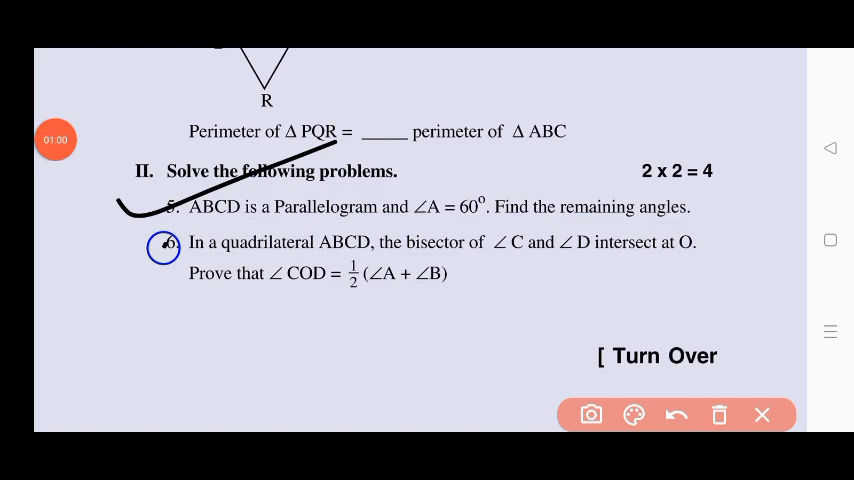 R
01:00
Perimeter of Δ PQR = _____ perimeter of Δ ABC
II. Solve the following problems. 2 x 2 = 4
5. ABCD is a Parallelogram and ∠A = 60°. Find the remaining angles.
6. In a quadrilateral ABCD, the bisector of ∠ C and ∠ D intersect at O.
Prove that ∠ COD = 1/2 (∠A + ∠B)
[ Turn Over